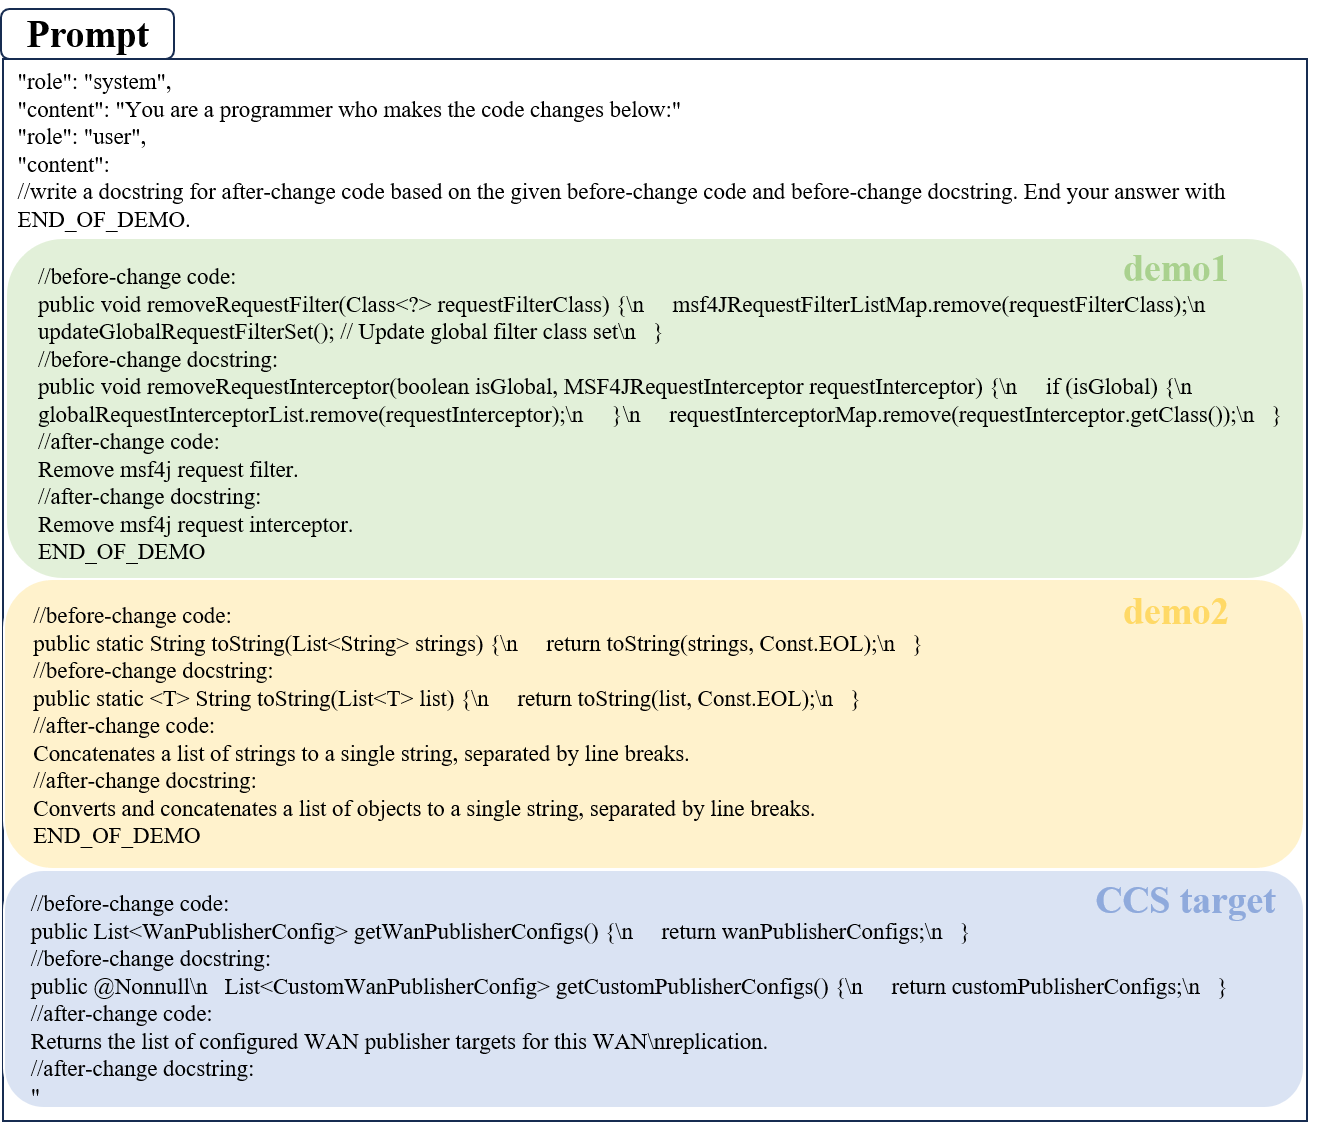 Prompt
"role": "system",
"content": "You are a programmer who makes the code changes below:"
"role": "user",
"content":
//write a docstring for after-change code based on the given before-change code and before-change docstring. End your answer with
END_OF_DEMO.
demo1
//before-change code:
public void removeRequestFilter(Class<?> requestFilterClass) {\n     msf4JRequestFilterListMap.remove(requestFilterClass);\n
updateGlobalRequestFilterSet(); // Update global filter class set\n   }
//before-change docstring:
public void removeRequestInterceptor(boolean isGlobal, MSF4JRequestInterceptor requestInterceptor) {\n     if (isGlobal) {\n
globalRequestInterceptorList.remove(requestInterceptor);\n     }\n     requestInterceptorMap.remove(requestInterceptor.getClass());\n   }
//after-change code:
Remove msf4j request filter.
//after-change docstring:
Remove msf4j request interceptor.
END_OF_DEMO
demo2
//before-change code:
public static String toString(List<String> strings) {\n     return toString(strings, Const.EOL);\n   }
//before-change docstring:
public static <T> String toString(List<T> list) {\n     return toString(list, Const.EOL);\n   }
//after-change code:
Concatenates a list of strings to a single string, separated by line breaks.
//after-change docstring:
Converts and concatenates a list of objects to a single string, separated by line breaks.
END_OF_DEMO
CCS target
//before-change code:
public List<WanPublisherConfig> getWanPublisherConfigs() {\n     return wanPublisherConfigs;\n   }
//before-change docstring:
public @Nonnull\n   List<CustomWanPublisherConfig> getCustomPublisherConfigs() {\n     return customPublisherConfigs;\n   }
//after-change code:
Returns the list of configured WAN publisher targets for this WAN\nreplication.
//after-change docstring:
"